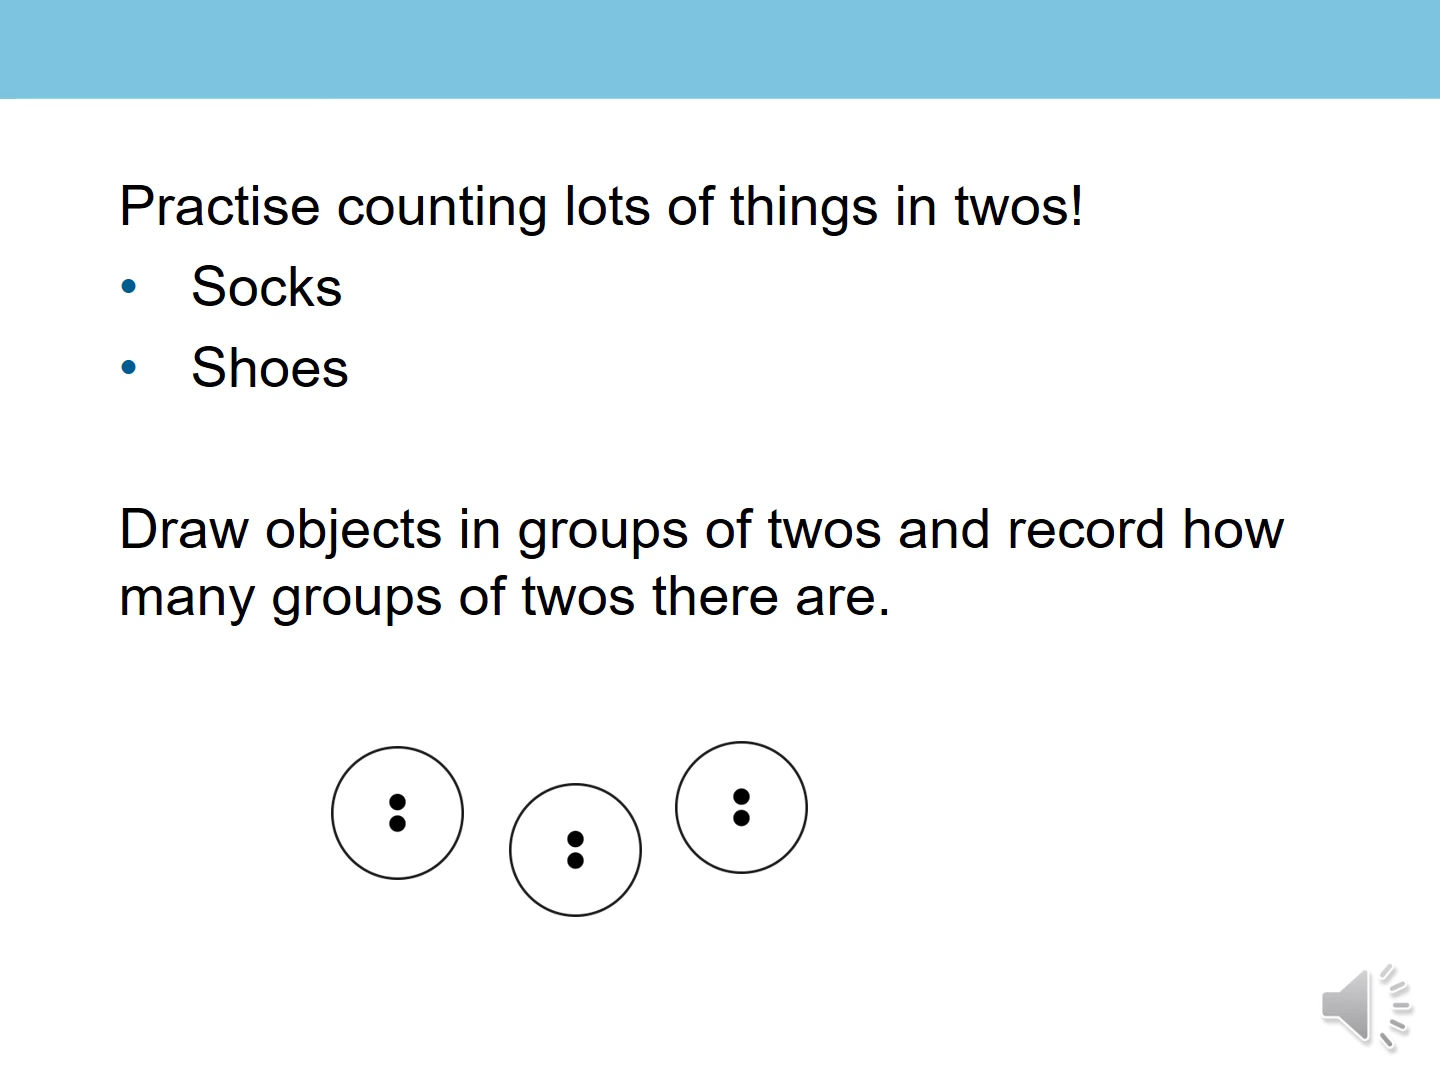 Practise counting lots of things in twos!
• Socks
• Shoes
Draw objects in groups of twos and record how
many groups of twos there are.